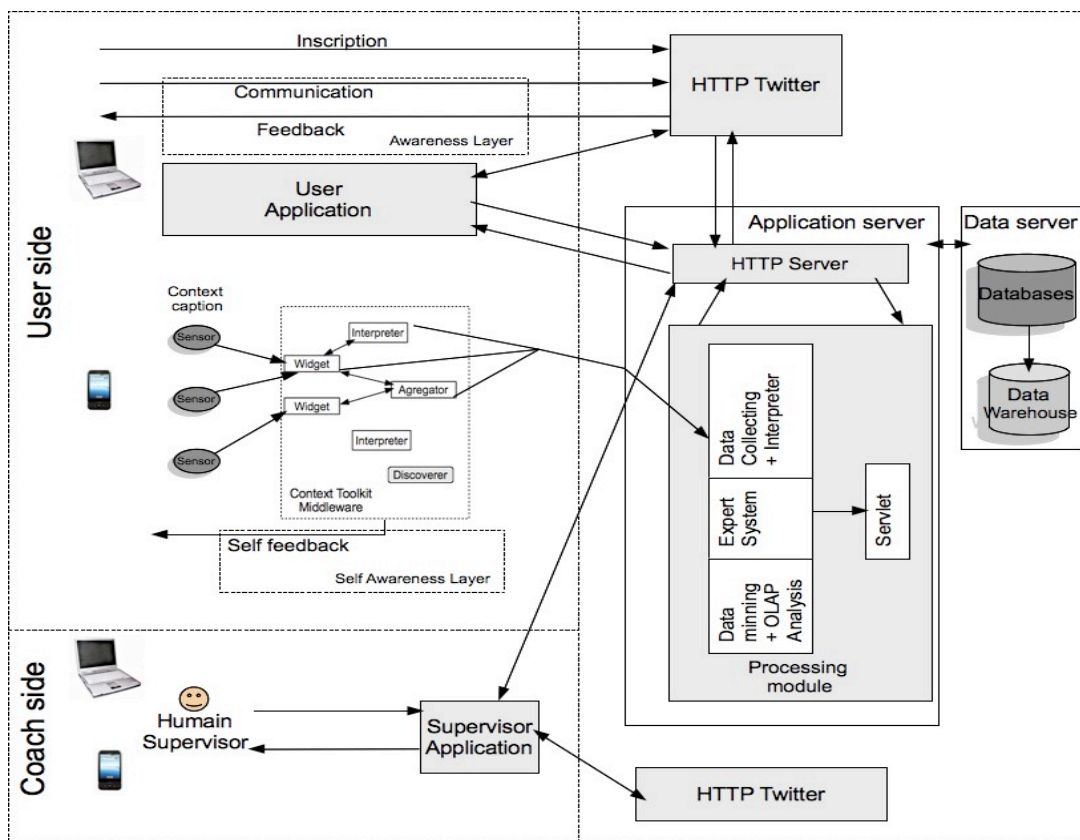 Inscription
Communication
Feedback
Awareness Layer
HTTP Twitter
User side
User
Application
Application server
HTTP Server
Data server
Databases
Data
Warehouse
Context
caption
Sensor
Sensor
Sensor
Interpreter
Widget
Agregator
Widget
Interpreter
Discoverer
Context Toolkit
Middleware
Self feedback
Self Awareness Layer
Data
Collecting
+ Interpreter
Expert
System
Data
minning
+ OLAP
Analysis
Servlet
Processing
module
Coach side
Humain
Supervisor
Supervisor
Application
HTTP Twitter